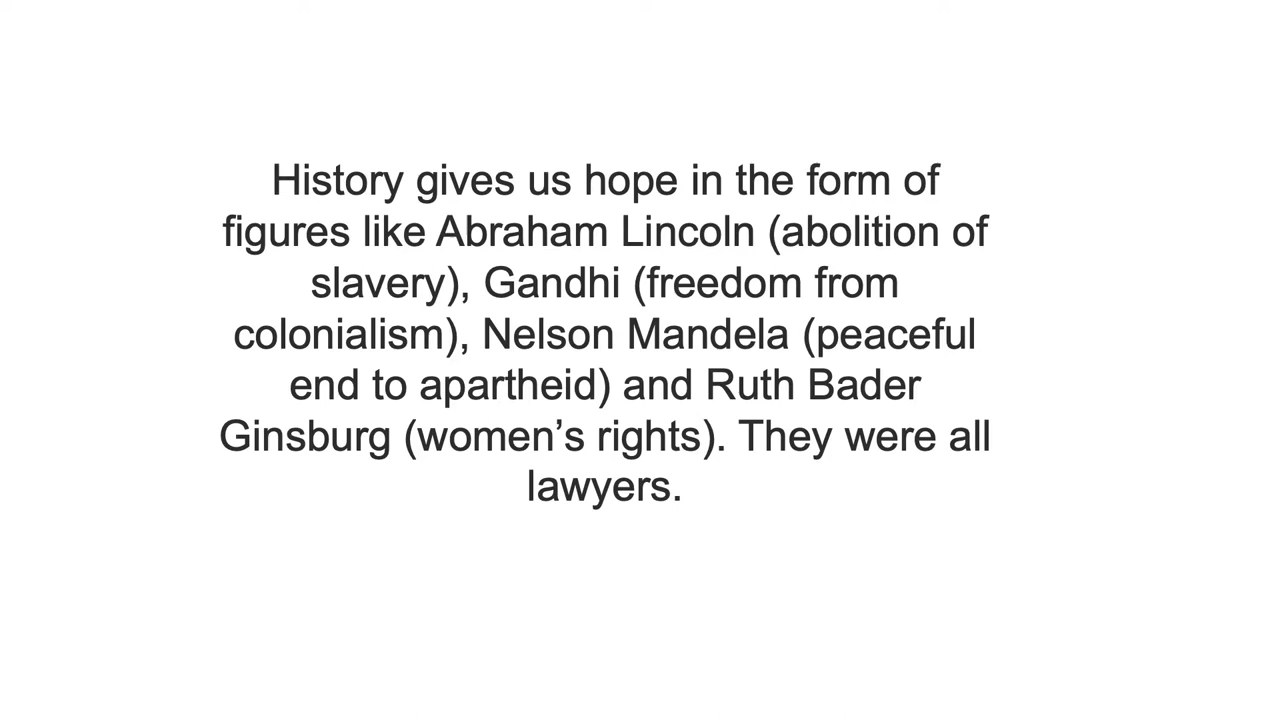 History gives us hope in the form of
figures like Abraham Lincoln (abolition of
slavery), Gandhi (freedom from
colonialism), Nelson Mandela (peaceful
end to apartheid) and Ruth Bader
Ginsburg (women’s rights). They were all
lawyers.